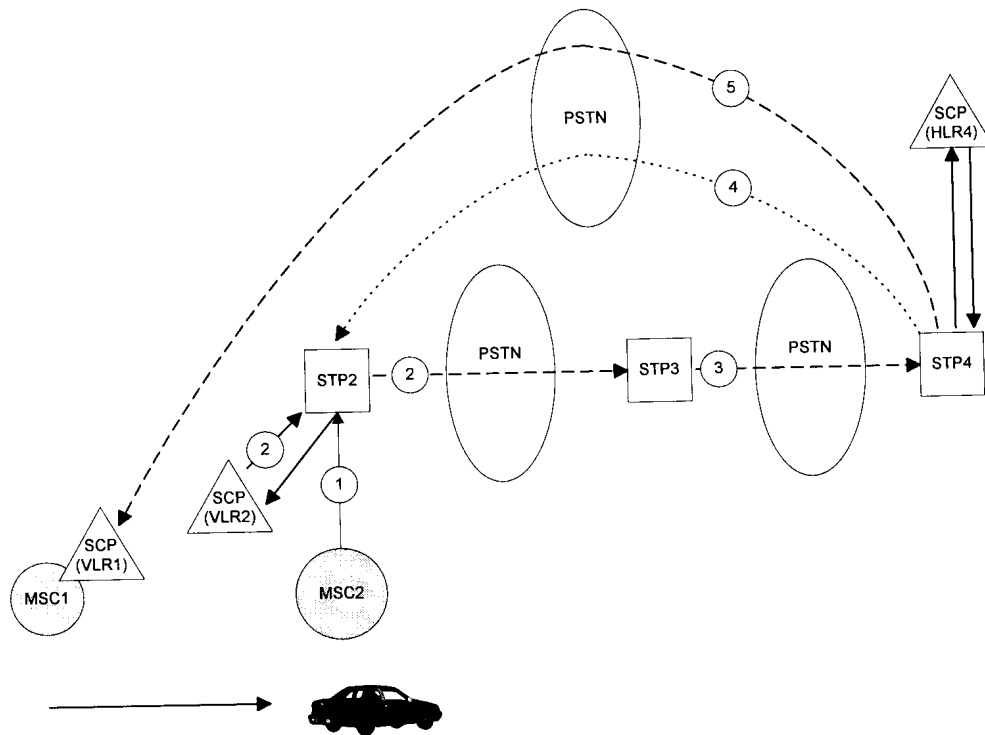 5
PSTN
SCP
(HLR4)
4
PSTN
PSTN
STP2
2
STP3
3
STP4
2
SCP
(VLR2)
1
SCP
(VLR1)
MSC1
MSC2